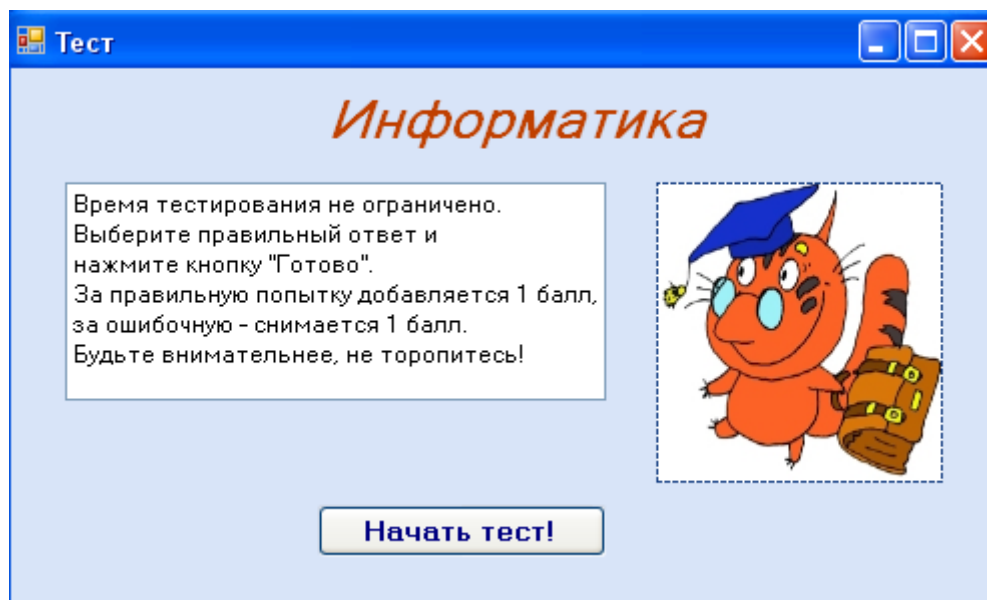 Тест
Информатика
Время тестирования не ограничено.
Выберите правильный ответ и
нажмите кнопку "Готово".
За правильную попытку добавляется 1 балл,
за ошибочную - снимается 1 балл.
Будьте внимательнее, не торопитесь!
Начать тест!